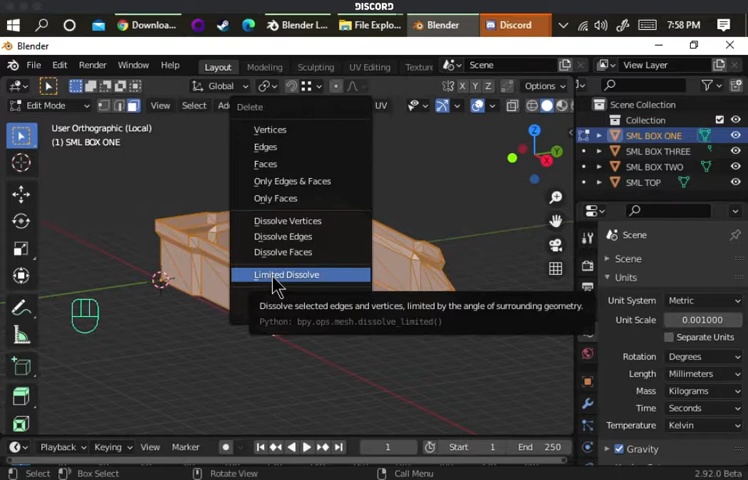 DISCORD
Downloa...
Blender L...
File Explo...
Blender
Discord
7:58 PM
Blender
File
Edit
Render
Window
Help
Layout
Modeling
Sculpting
UV Editing
Textur
Scene
View Layer
Global
X Y Z
Options
Edit Mode
View
Select
Add
UV
User Orthographic (Local)
(1) SML BOX ONE
Delete
Vertices
Edges
Faces
Only Edges & Faces
Only Faces
Dissolve Vertices
Dissolve Edges
Dissolve Faces
Limited Dissolve
Dissolve selected edges and vertices, limited by the angle of surrounding geometry.
Python: bpy.ops.mesh.dissolve_limited()
Z
Y
X
Scene Collection
Collection
SML BOX ONE
SML BOX THREE
SML BOX TWO
SML TOP
Scene
Scene
Units
Unit System
Metric
Unit Scale
0.001000
Separate Units
Rotation
Degrees
Length
Millimeters
Mass
Kilograms
Time
Seconds
Temperature
Kelvin
Gravity
Playback
Keying
View
Marker
1
Start
1
End
250
Select
Box Select
Rotate View
Call Menu
2.92.0 Beta